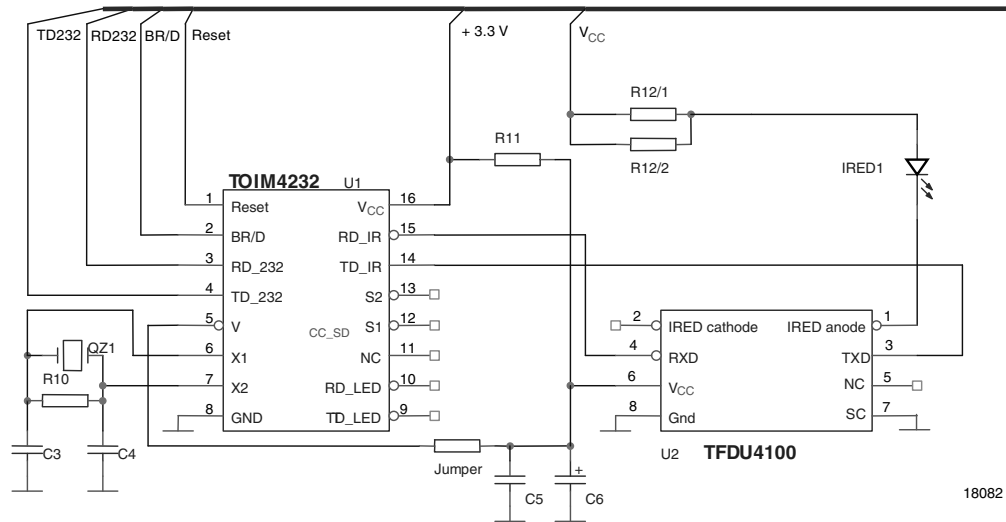 TD232 RD232 BR/D Reset + 3.3 V VCC
R12/1
R11
R12/2
IRED1
TOIM4232 U1
1 Reset VCC 16
2 BR/D RD_IR 15
3 RD_232 TD_IR 14
4 TD_232 S2 13
5 V CC_SD S1 12
6 X1 NC 11
7 X2 RD_LED 10
8 GND TD_LED 9
QZ1
R10
C3 C4
2 IRED cathode IRED anode 1
4 RXD TXD 3
6 VCC NC 5
8 Gnd SC 7
U2 TFDU4100
Jumper
C5 + C6
18082